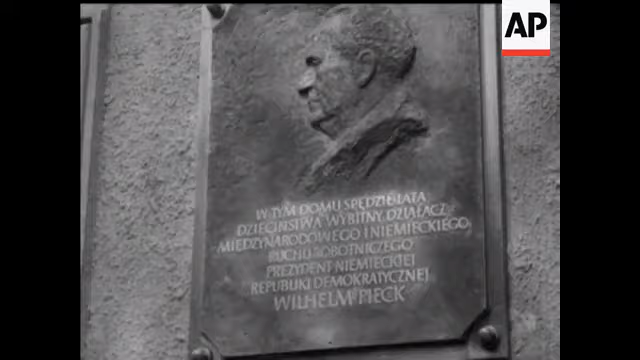 AP
W TYM DOMU SPĘDZIŁ LATA
DZIECIŃSTWA WYBITNY DZIAŁACZ
MIĘDZYNARODOWEGO I NIEMIECKIEGO
RUCHU ROBOTNICZEGO
PREZYDENT NIEMIECKIEJ
REPUBLIKI DEMOKRATYCZNEJ
WILHELM PIECK